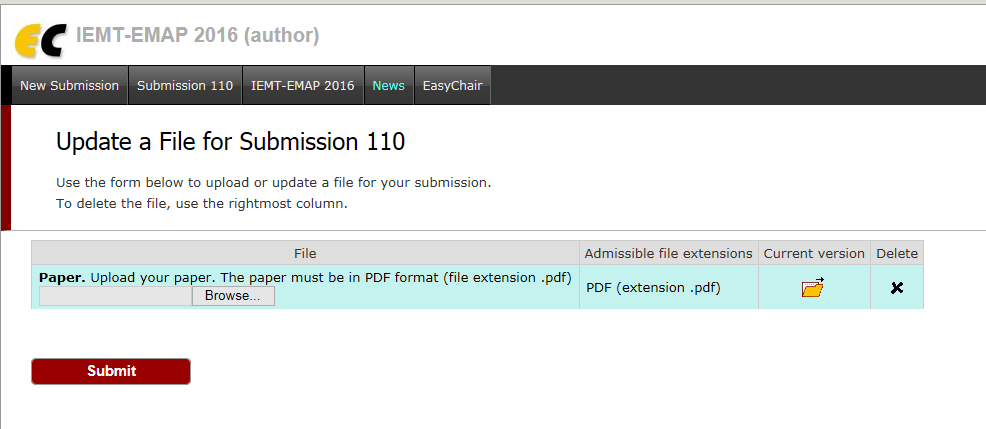 EC IEMT-EMAP 2016 (author)
New Submission Submission 110 IEMT-EMAP 2016 News EasyChair
Update a File for Submission 110
Use the form below to upload or update a file for your submission.
To delete the file, use the rightmost column.
File Admissible file extensions Current version Delete
Paper. Upload your paper. The paper must be in PDF format (file extension .pdf)
Browse... PDF (extension .pdf)
Submit